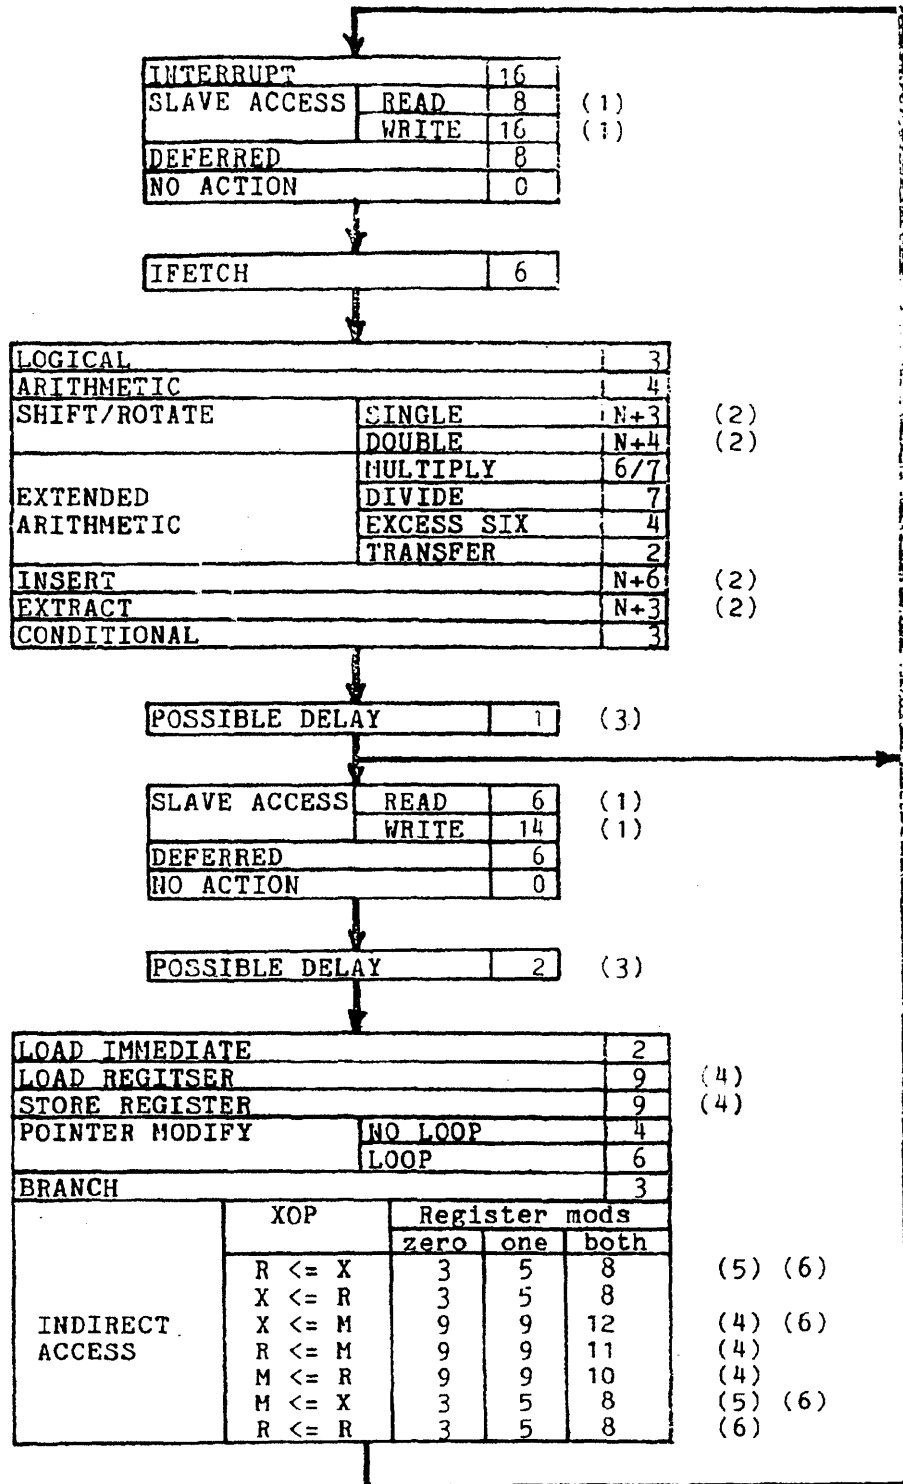 INTERRUPT 16
SLAVE ACCESS READ 8 (1)
WRITE 16 (1)
DEFERRED 8
NO ACTION 0
IFETCH 6
LOGICAL 3
ARITHMETIC 4
SHIFT/ROTATE SINGLE N+3 (2)
DOUBLE N+4 (2)
MULTIPLY 6/7
EXTENDED DIVIDE 7
ARITHMETIC EXCESS SIX 4
TRANSFER 2
INSERT N+6 (2)
EXTRACT N+3 (2)
CONDITIONAL 3
POSSIBLE DELAY 1 (3)
SLAVE ACCESS READ 6 (1)
WRITE 14 (1)
DEFERRED 6
NO ACTION 0
POSSIBLE DELAY 2 (3)
LOAD IMMEDIATE 2
LOAD REGITSER 9 (4)
STORE REGISTER 9 (4)
POINTER MODIFY NO LOOP 4
LOOP 6
BRANCH 3
XOP Register mods
zero one both
R <= X 3 5 8 (5) (6)
X <= R 3 5 8
INDIRECT X <= M 9 9 12 (4) (6)
ACCESS R <= M 9 9 11 (4)
M <= R 9 9 10 (4)
M <= X 3 5 8 (5) (6)
R <= R 3 5 8 (6)